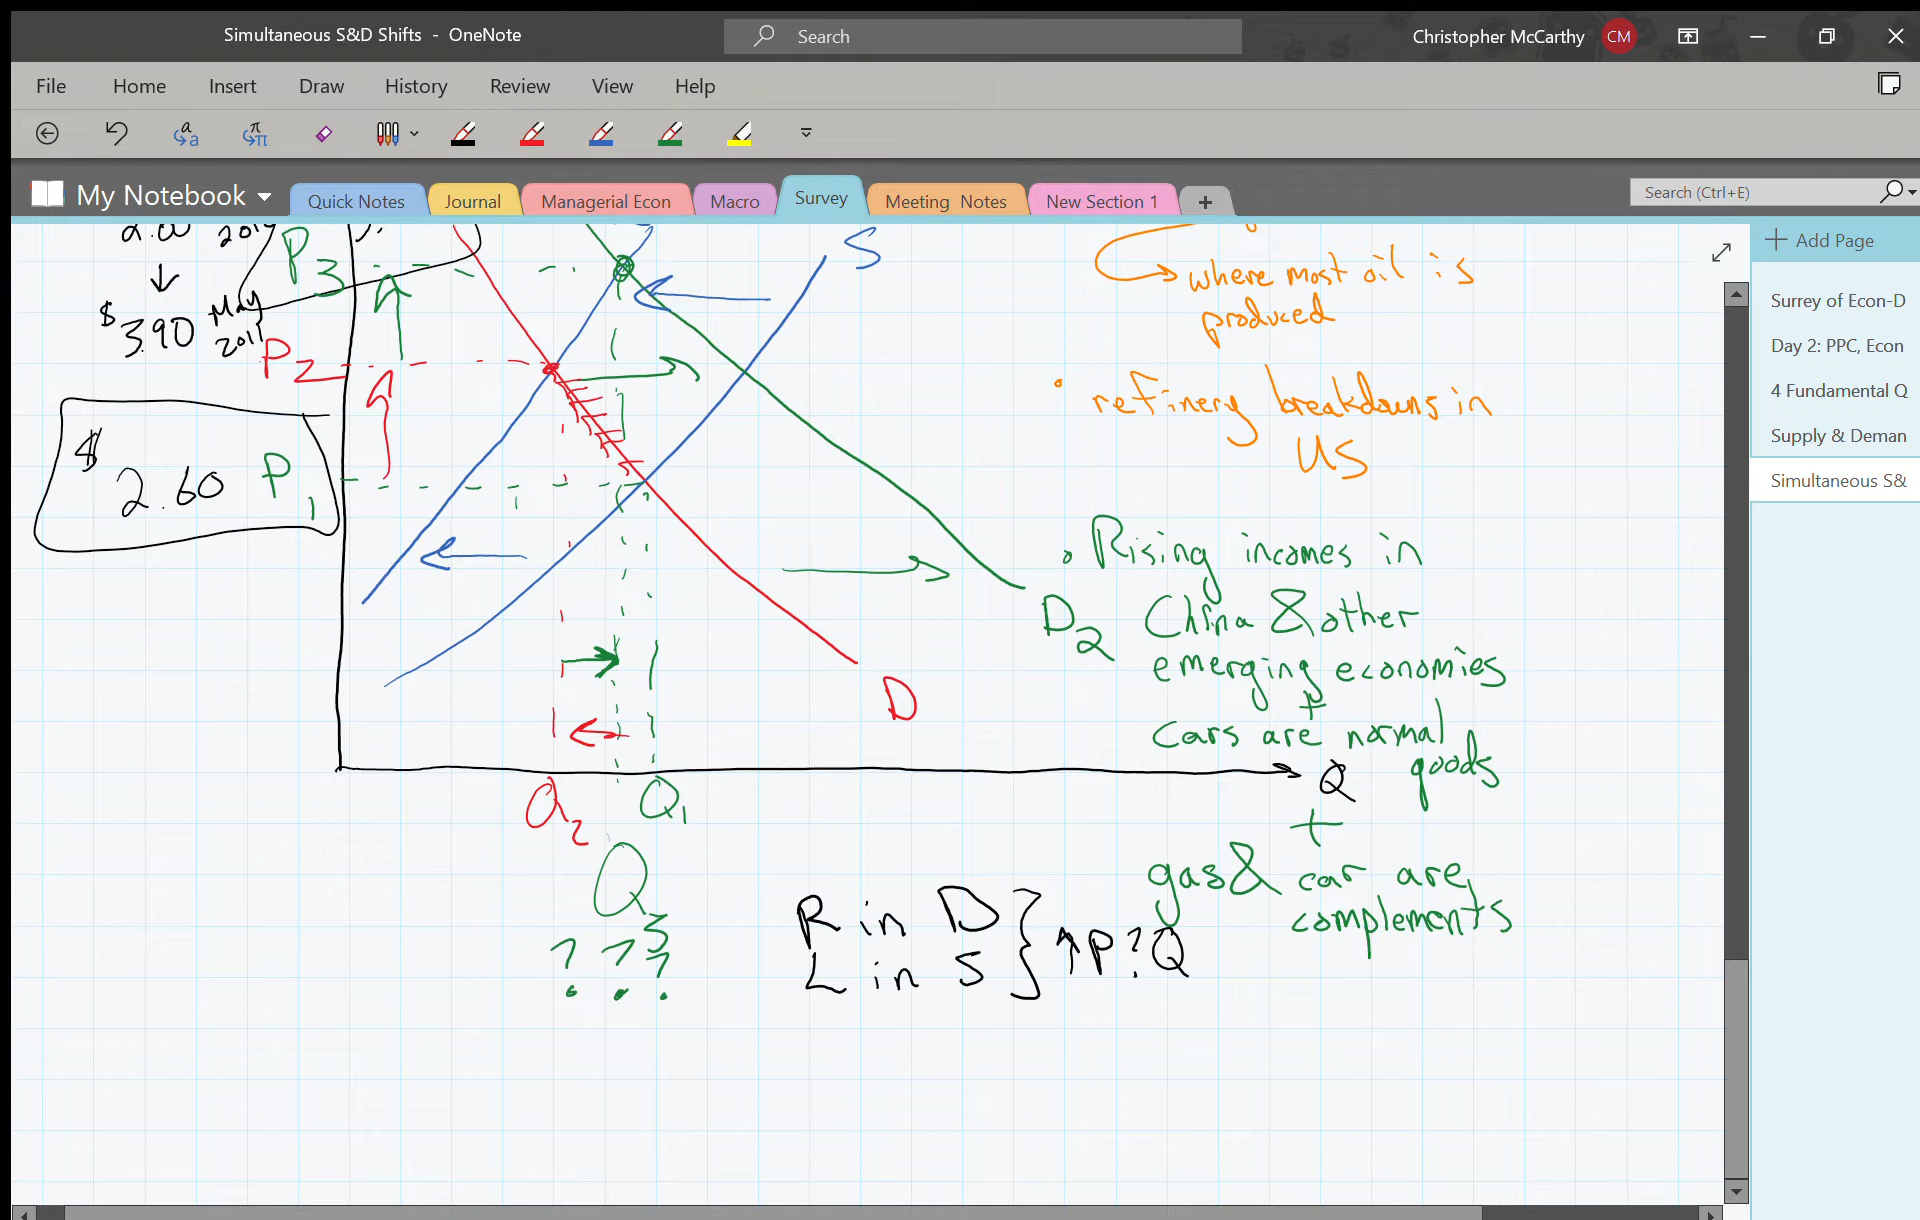 Simultaneous S&D Shifts - OneNote
Search
Christopher McCarthy
CM
File Home Insert Draw History Review View Help
My Notebook
Quick Notes
Journal
Managerial Econ
Macro
Survey
Meeting Notes
New Section 1
Search (Ctrl+E)
Add Page
Surrey of Econ-D
Day 2: PPC, Econ
4 Fundamental Q
Supply & Deman
Simultaneous S&
P3
S
where most oil is
produced
$3.90 May
2011
P2
refinery breakdowns in
US
$2.60 P1
Rising incomes in
D2 China & other
emerging economies
+
D
cars are normal
goods
Q
+
Q2 Q1
Q3
gas & car are
complements
R in D
L in S } ↑P ?Q
? ? ?